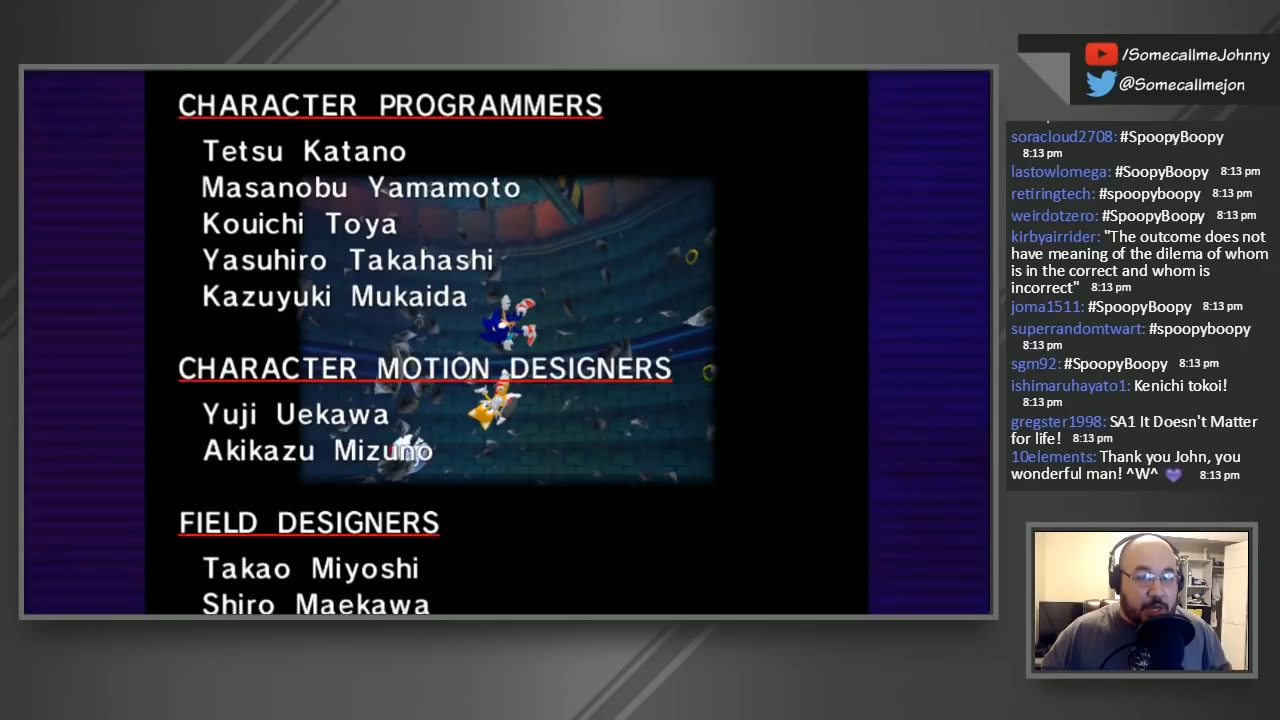 CHARACTER PROGRAMMERS
Tetsu Katano
Masanobu Yamamoto
Kouichi Toya
Yasuhiro Takahashi
Kazuyuki Mukaida
CHARACTER MOTION DESIGNERS
Yuji Uekawa
Akikazu Mizuno
FIELD DESIGNERS
Takao Miyoshi
Shiro Maekawa
/SomecallmeJohnny
@Somecallmejon
soracloud2708: #SpoopyBoopy
8:13 pm
lastowlomega: #SoopyBoopy 8:13 pm
retiringtech: #spoopyboopy 8:13 pm
weirdotzero: #SpoopyBoopy 8:13 pm
kirbyairrider: "The outcome does not
have meaning of the dilema of whom
is in the correct and whom is
incorrect" 8:13 pm
joma1511: #SpoopyBoopy 8:13 pm
superrandomtwart: #spoopyboopy
8:13 pm
sgm92: #SpoopyBoopy 8:13 pm
ishimaruhayato1: Kenichi tokoi!
8:13 pm
gregster1998: SA1 It Doesn't Matter
for life! 8:13 pm
10elements: Thank you John, you
wonderful man! ^W^ 💜 8:13 pm